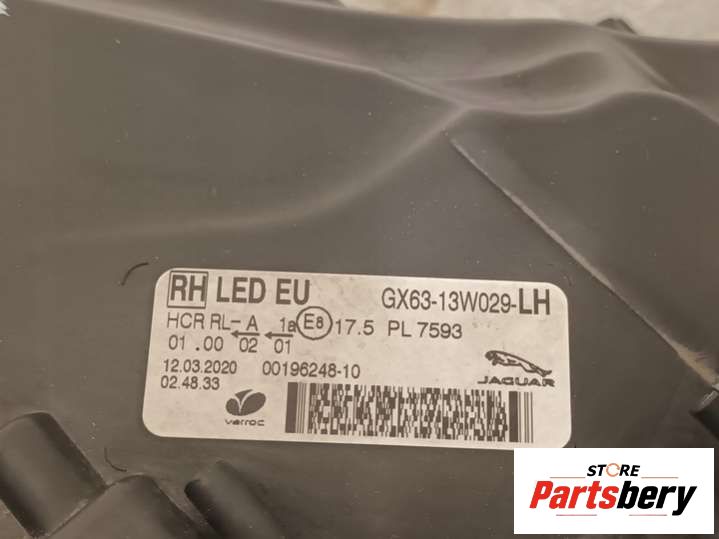 RH LED EU GX63-13W029-LH
HCR RL-A 1a E8 17.5 PL 7593
01.00 02 01
12.03.2020 00196248-10
02.48.33
JAGUAR
varroc
STORE
Partsbery